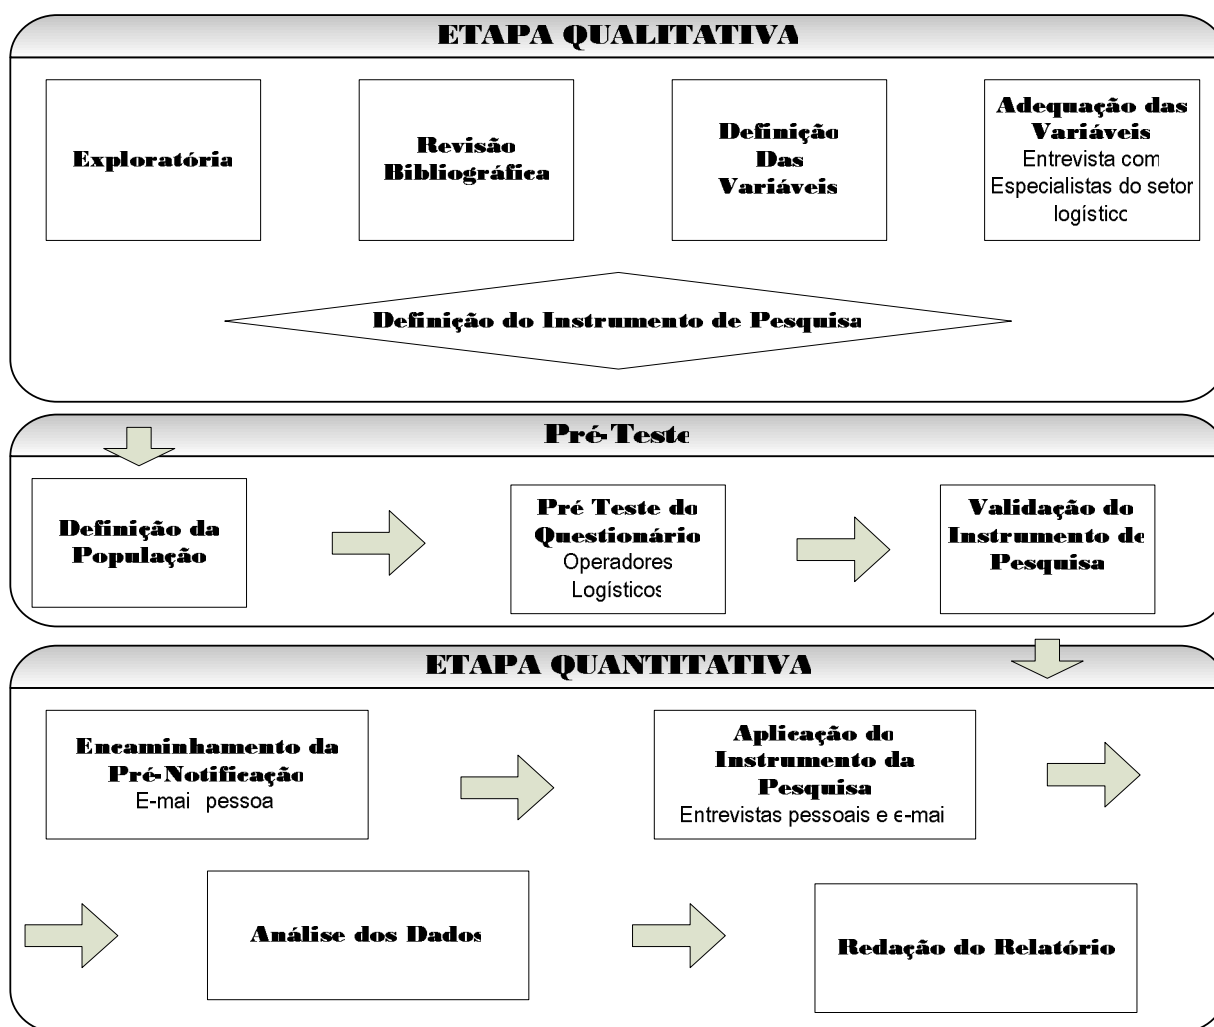 ETAPA QUALITATIVA
Exploratória
Revisão
Bibliográfica
Definição
Das
Variáveis
Adequação das
Variáveis
Entrevista com
Especialistas do setor
logístico
Definição do Instrumento de Pesquisa
Pré-Teste
Definição da
População
Pré Teste do
Questionário
Operadores
Logísticos
Validação do
Instrumento de
Pesquisa
ETAPA QUANTITATIVA
Encaminhamento da
Pré-Notificação
E-mai pessoa
Aplicação do
Instrumento da
Pesquisa
Entrevistas pessoais e e-mai
Análise dos Dados
Redação do Relatório